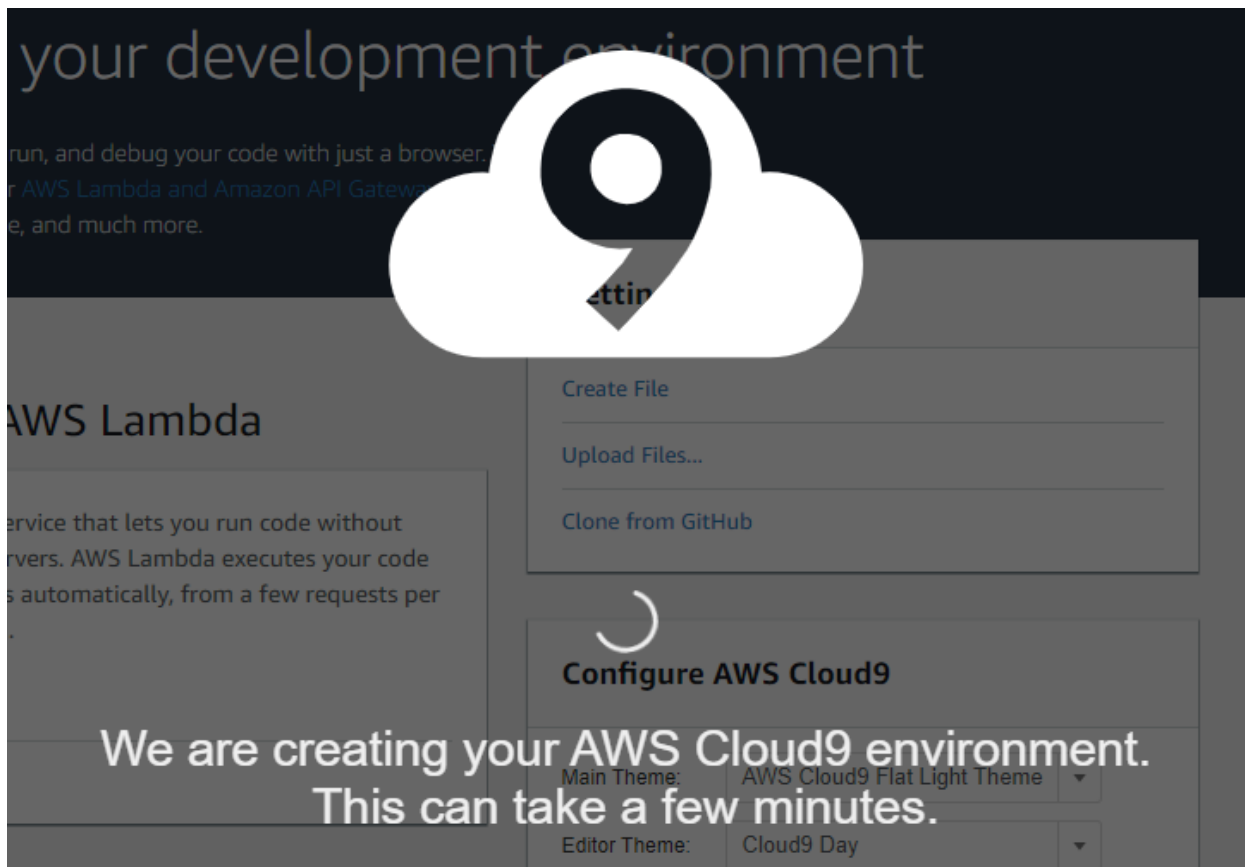 your development environment
run, and debug your code with just a browser.
r AWS Lambda and Amazon API Gatewa
e, and much more.
9
ettin
Create File
Upload Files...
Clone from GitHub
AWS Lambda
ervice that lets you run code without
rvers. AWS Lambda executes your code
s automatically, from a few requests per
.
Configure AWS Cloud9
We are creating your AWS Cloud9 environment.
This can take a few minutes.
Main Theme: AWS Cloud9 Flat Light Theme
Editor Theme: Cloud9 Day